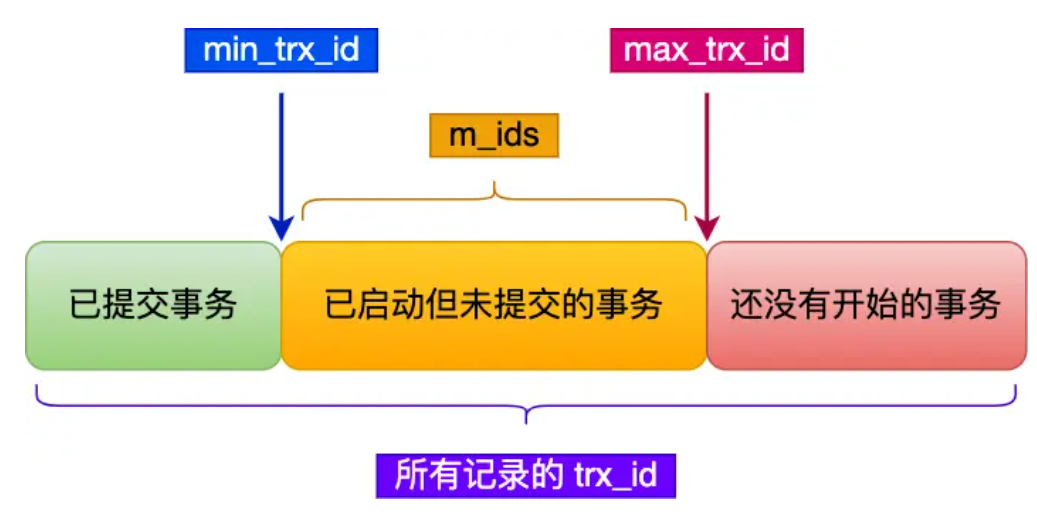 min_trx_id
max_trx_id
m_ids
已提交事务
已启动但未提交的事务
还没有开始的事务
所有记录的 trx_id